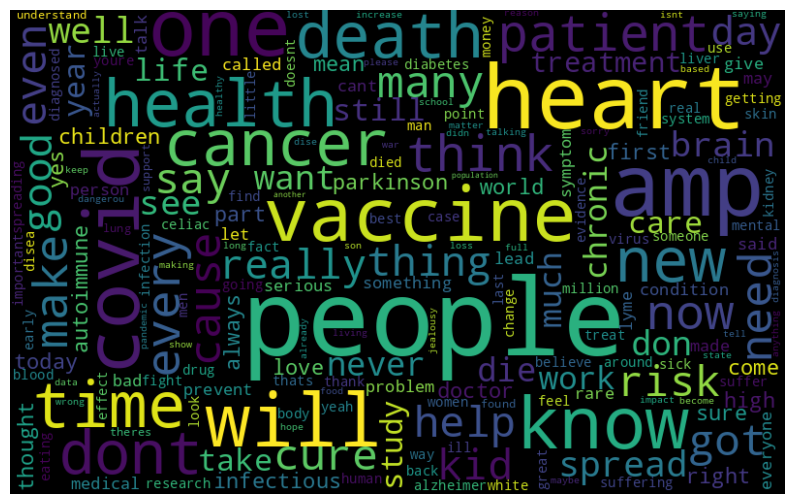 understand
lost
increase
reason
isnt
saying
one
death
patient
day
well
youre
live
talk
please
money
liver
based
use
treatment
even
year
life
called
doesnt
diabetes
mean
many
heart
give
may
actually
diagnosed
health
healthy
little
cant
school
point
friend
real
system
getting
skin
still
didn
children
man
matter
talking
sorry
yes
keep
support
cancer
dise
war
died
think
symptom
first
brain
good
covid
person
dangerou
say
want
parkinson
world
population
child
amp
another
find
part
best
case
evidence
chronic
care
kidney
mental
importantspreading
see
celiac
vaccine
disea
lung
let
virus
someone
said
make
autoimmune
infection
every
cause
long
fact
son
loss
full
really
thing
lead
much
new
now
need
diagnosis
making
going
serious
something
last
million
condition
early
pandemic
men
always
people
change
treat
lyme
made
tell
anything
show
already
living
jealousy
don
state
today
blood
data
wrong
effect
bad
fight
drug
love
never
die
believe
around
sick
suffer
come
thats
thank
problem
doctor
work
rare
risk
high
time
look
prevent
food
impact
become
will
body
yeah
women
found
feel
sure
everyone
thought
theres
hope
help
know
got
eating
dont
take
cure
study
kid
way
ill
great
spread
right
back
medical
research
infectious
human
alzheimer
white
maybe
suffering